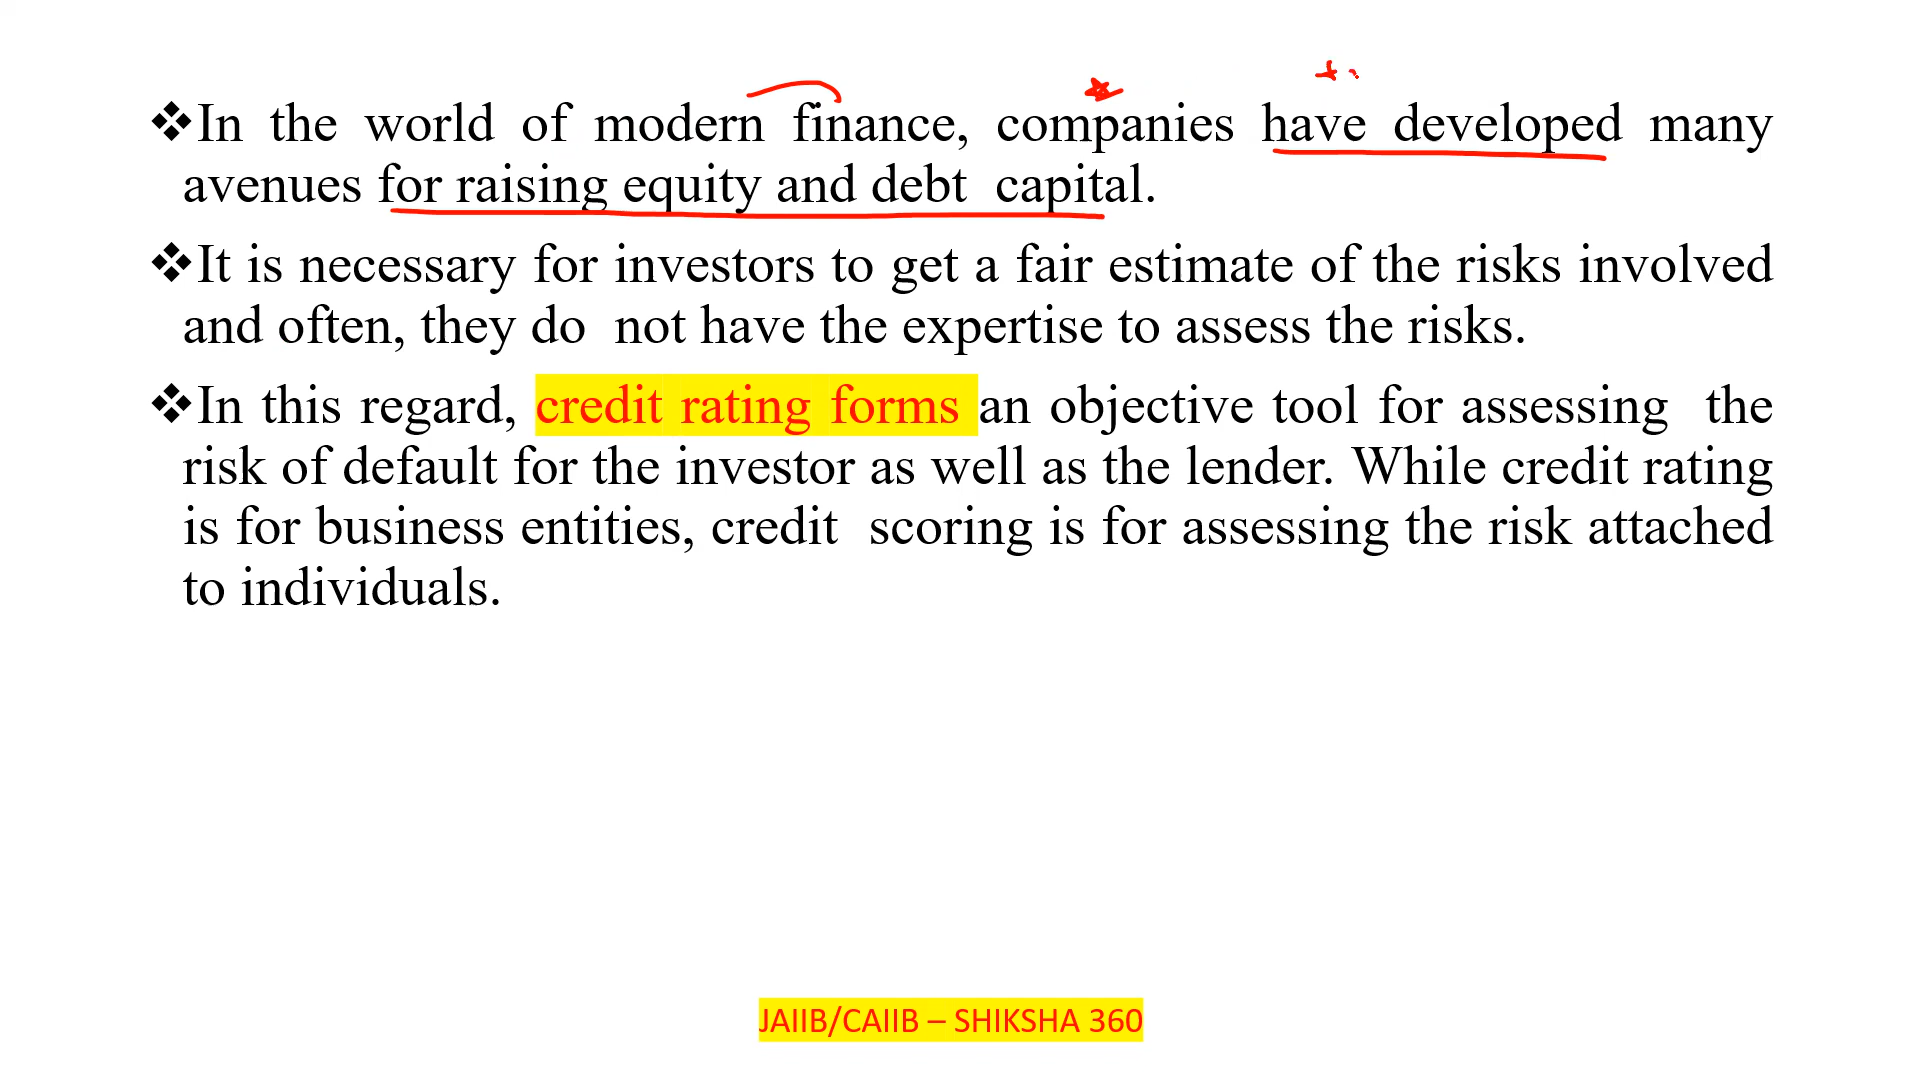 ❖In the world of modern finance, companies have developed many
avenues for raising equity and debt capital.
❖It is necessary for investors to get a fair estimate of the risks involved
and often, they do not have the expertise to assess the risks.
❖In this regard, credit rating forms an objective tool for assessing the
risk of default for the investor as well as the lender. While credit rating
is for business entities, credit scoring is for assessing the risk attached
to individuals.
JAIIB/CAIIB – SHIKSHA 360